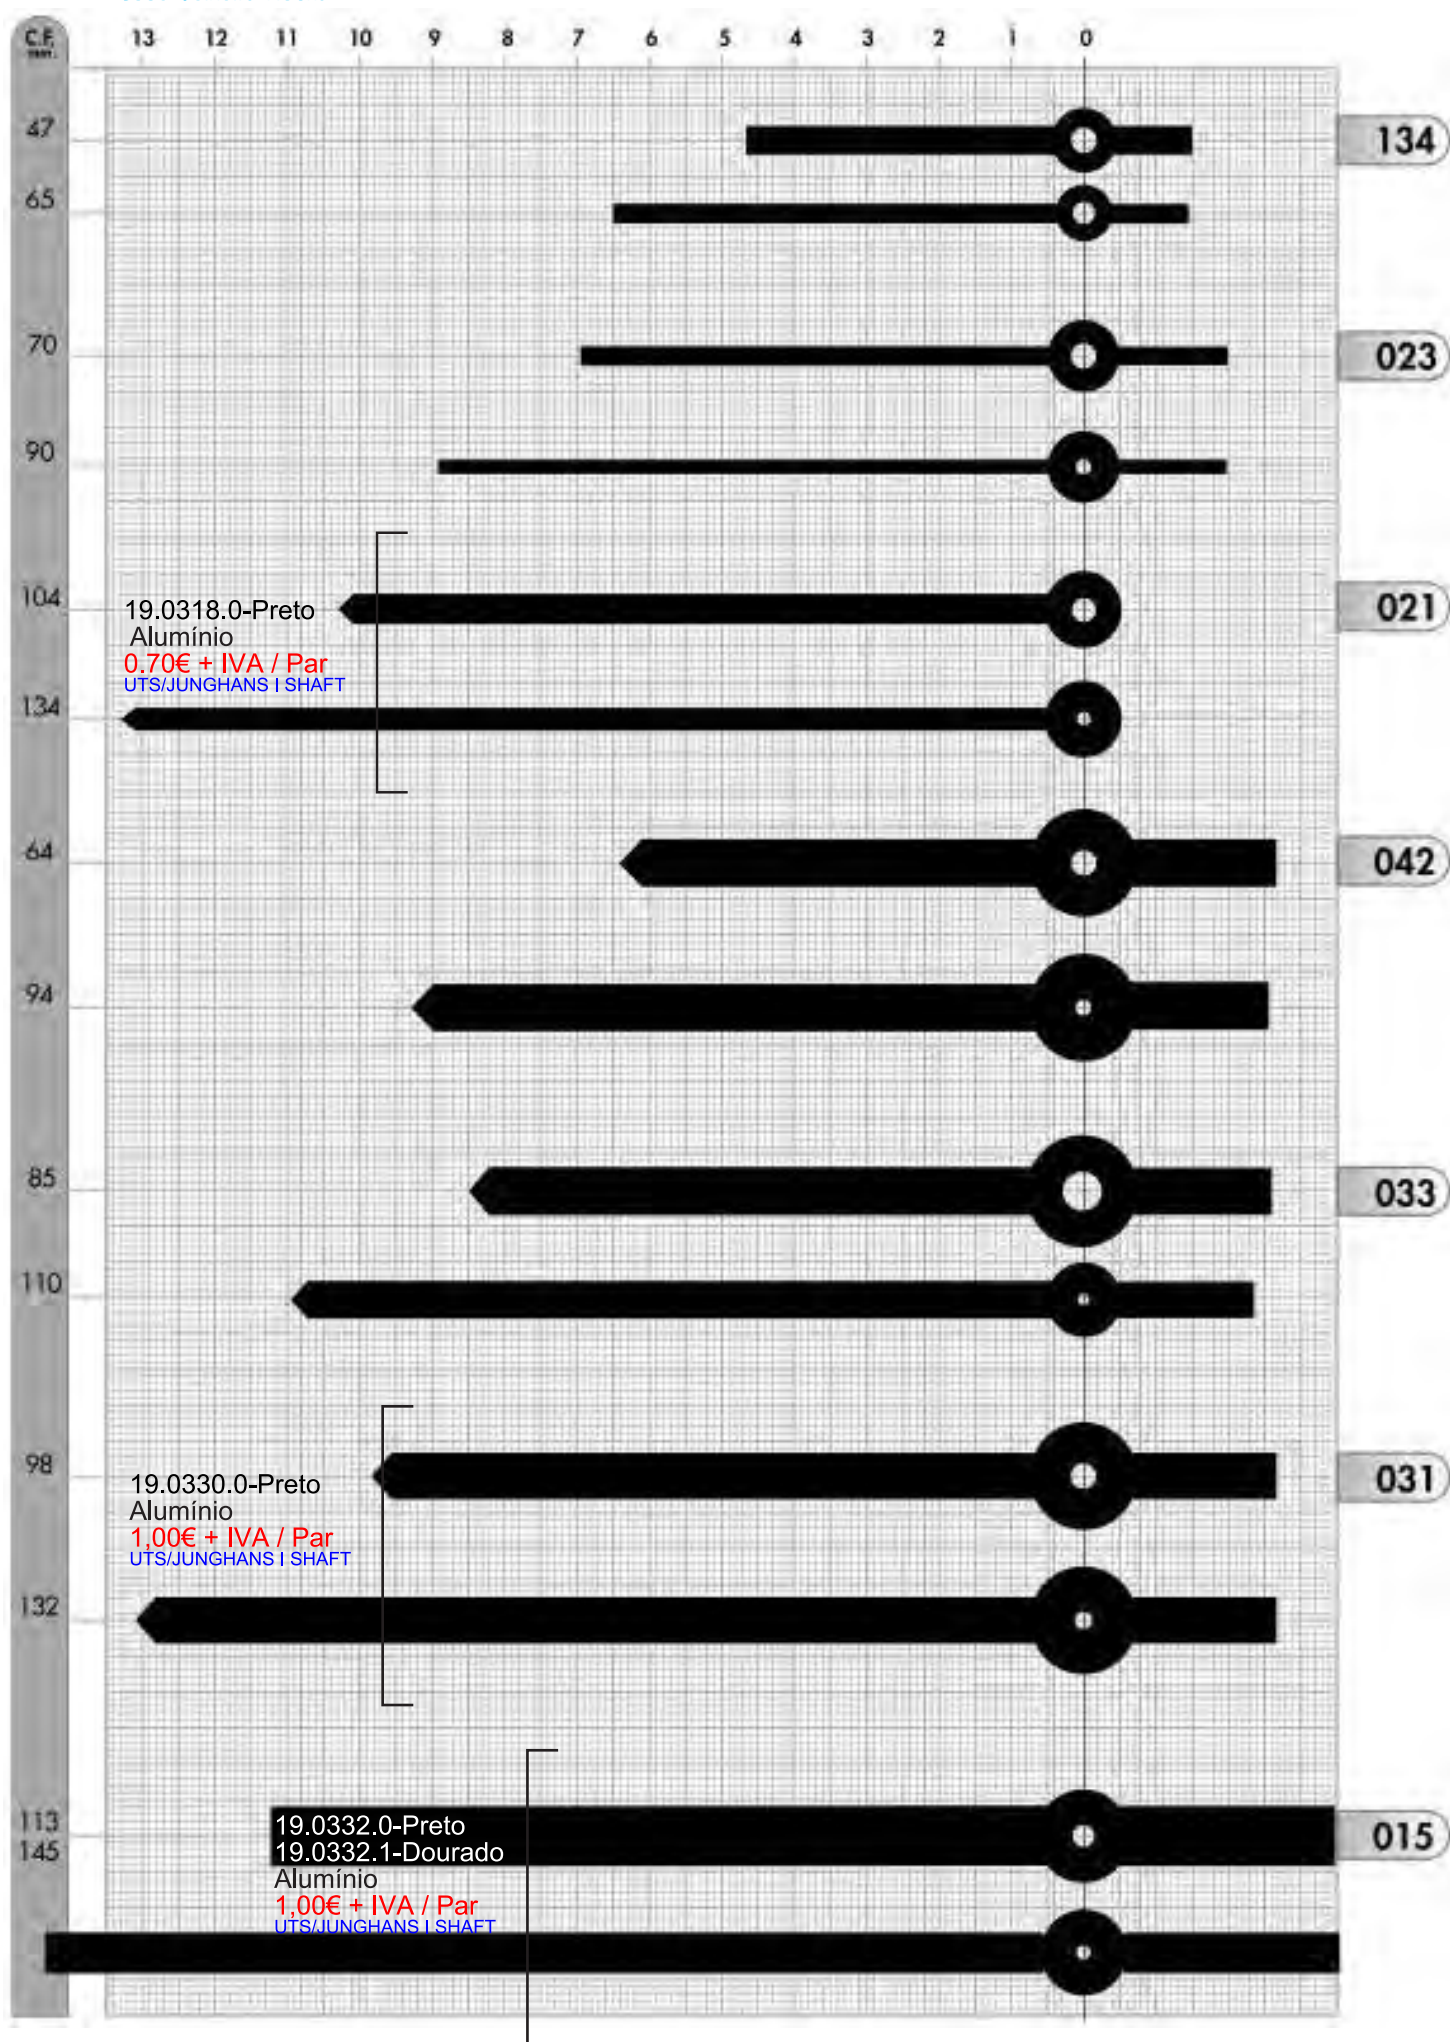 C.F. 13 12 11 10 9 8 7 6 5 4 3 2 1 0
mm.
47 134
65
70 023
90
104 021
19.0318.0-Preto
Alumínio
0.70€ + IVA / Par
UTS/JUNGHANS I SHAFT
134
64 042
94
85 033
110
98 031
19.0330.0-Preto
Alumínio
1,00€ + IVA / Par
UTS/JUNGHANS I SHAFT
132
113 015
145
19.0332.0-Preto
19.0332.1-Dourado
Alumínio
1,00€ + IVA / Par
UTS/JUNGHANS I SHAFT